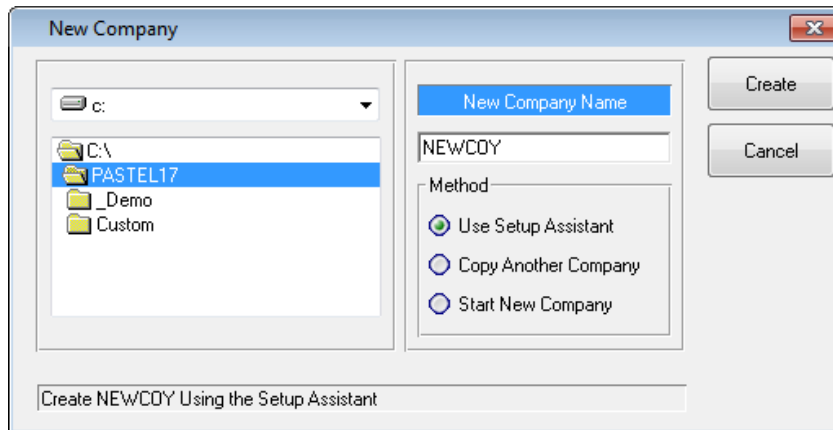 New Company
c:
C:\
PASTEL17
_Demo
Custom
New Company Name
NEWCOY
Method
Use Setup Assistant
Copy Another Company
Start New Company
Create
Cancel
Create NEWCOY Using the Setup Assistant